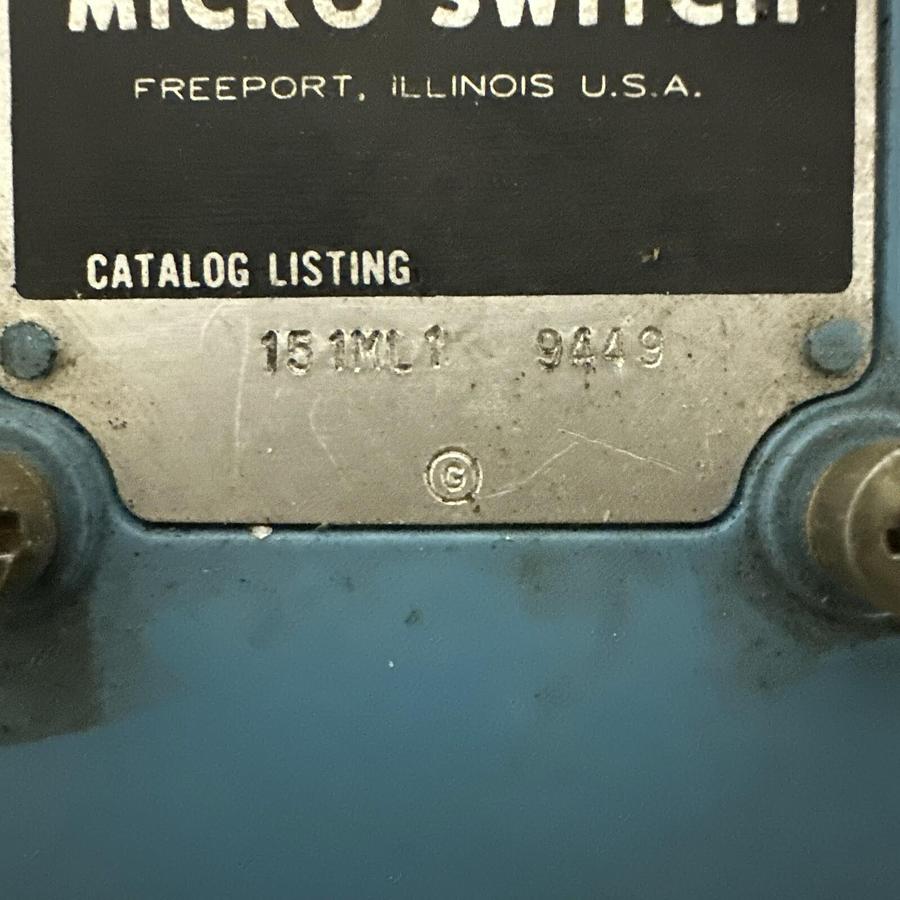 MICRO SWITCH
FREEPORT, ILLINOIS U.S.A.
CATALOG LISTING
151ML1 9449
G